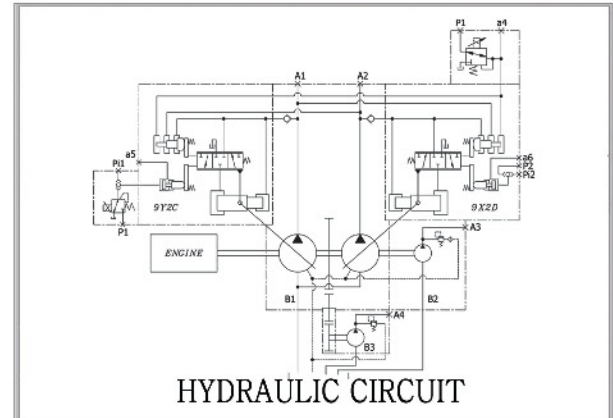 P1 a4
A1 A2
a5
Pi1
a6
P2
Pi2
9Y2C 9X2D
P1
A3
ENGINE
B1 B2
A4
B3
HYDRAULIC CIRCUIT